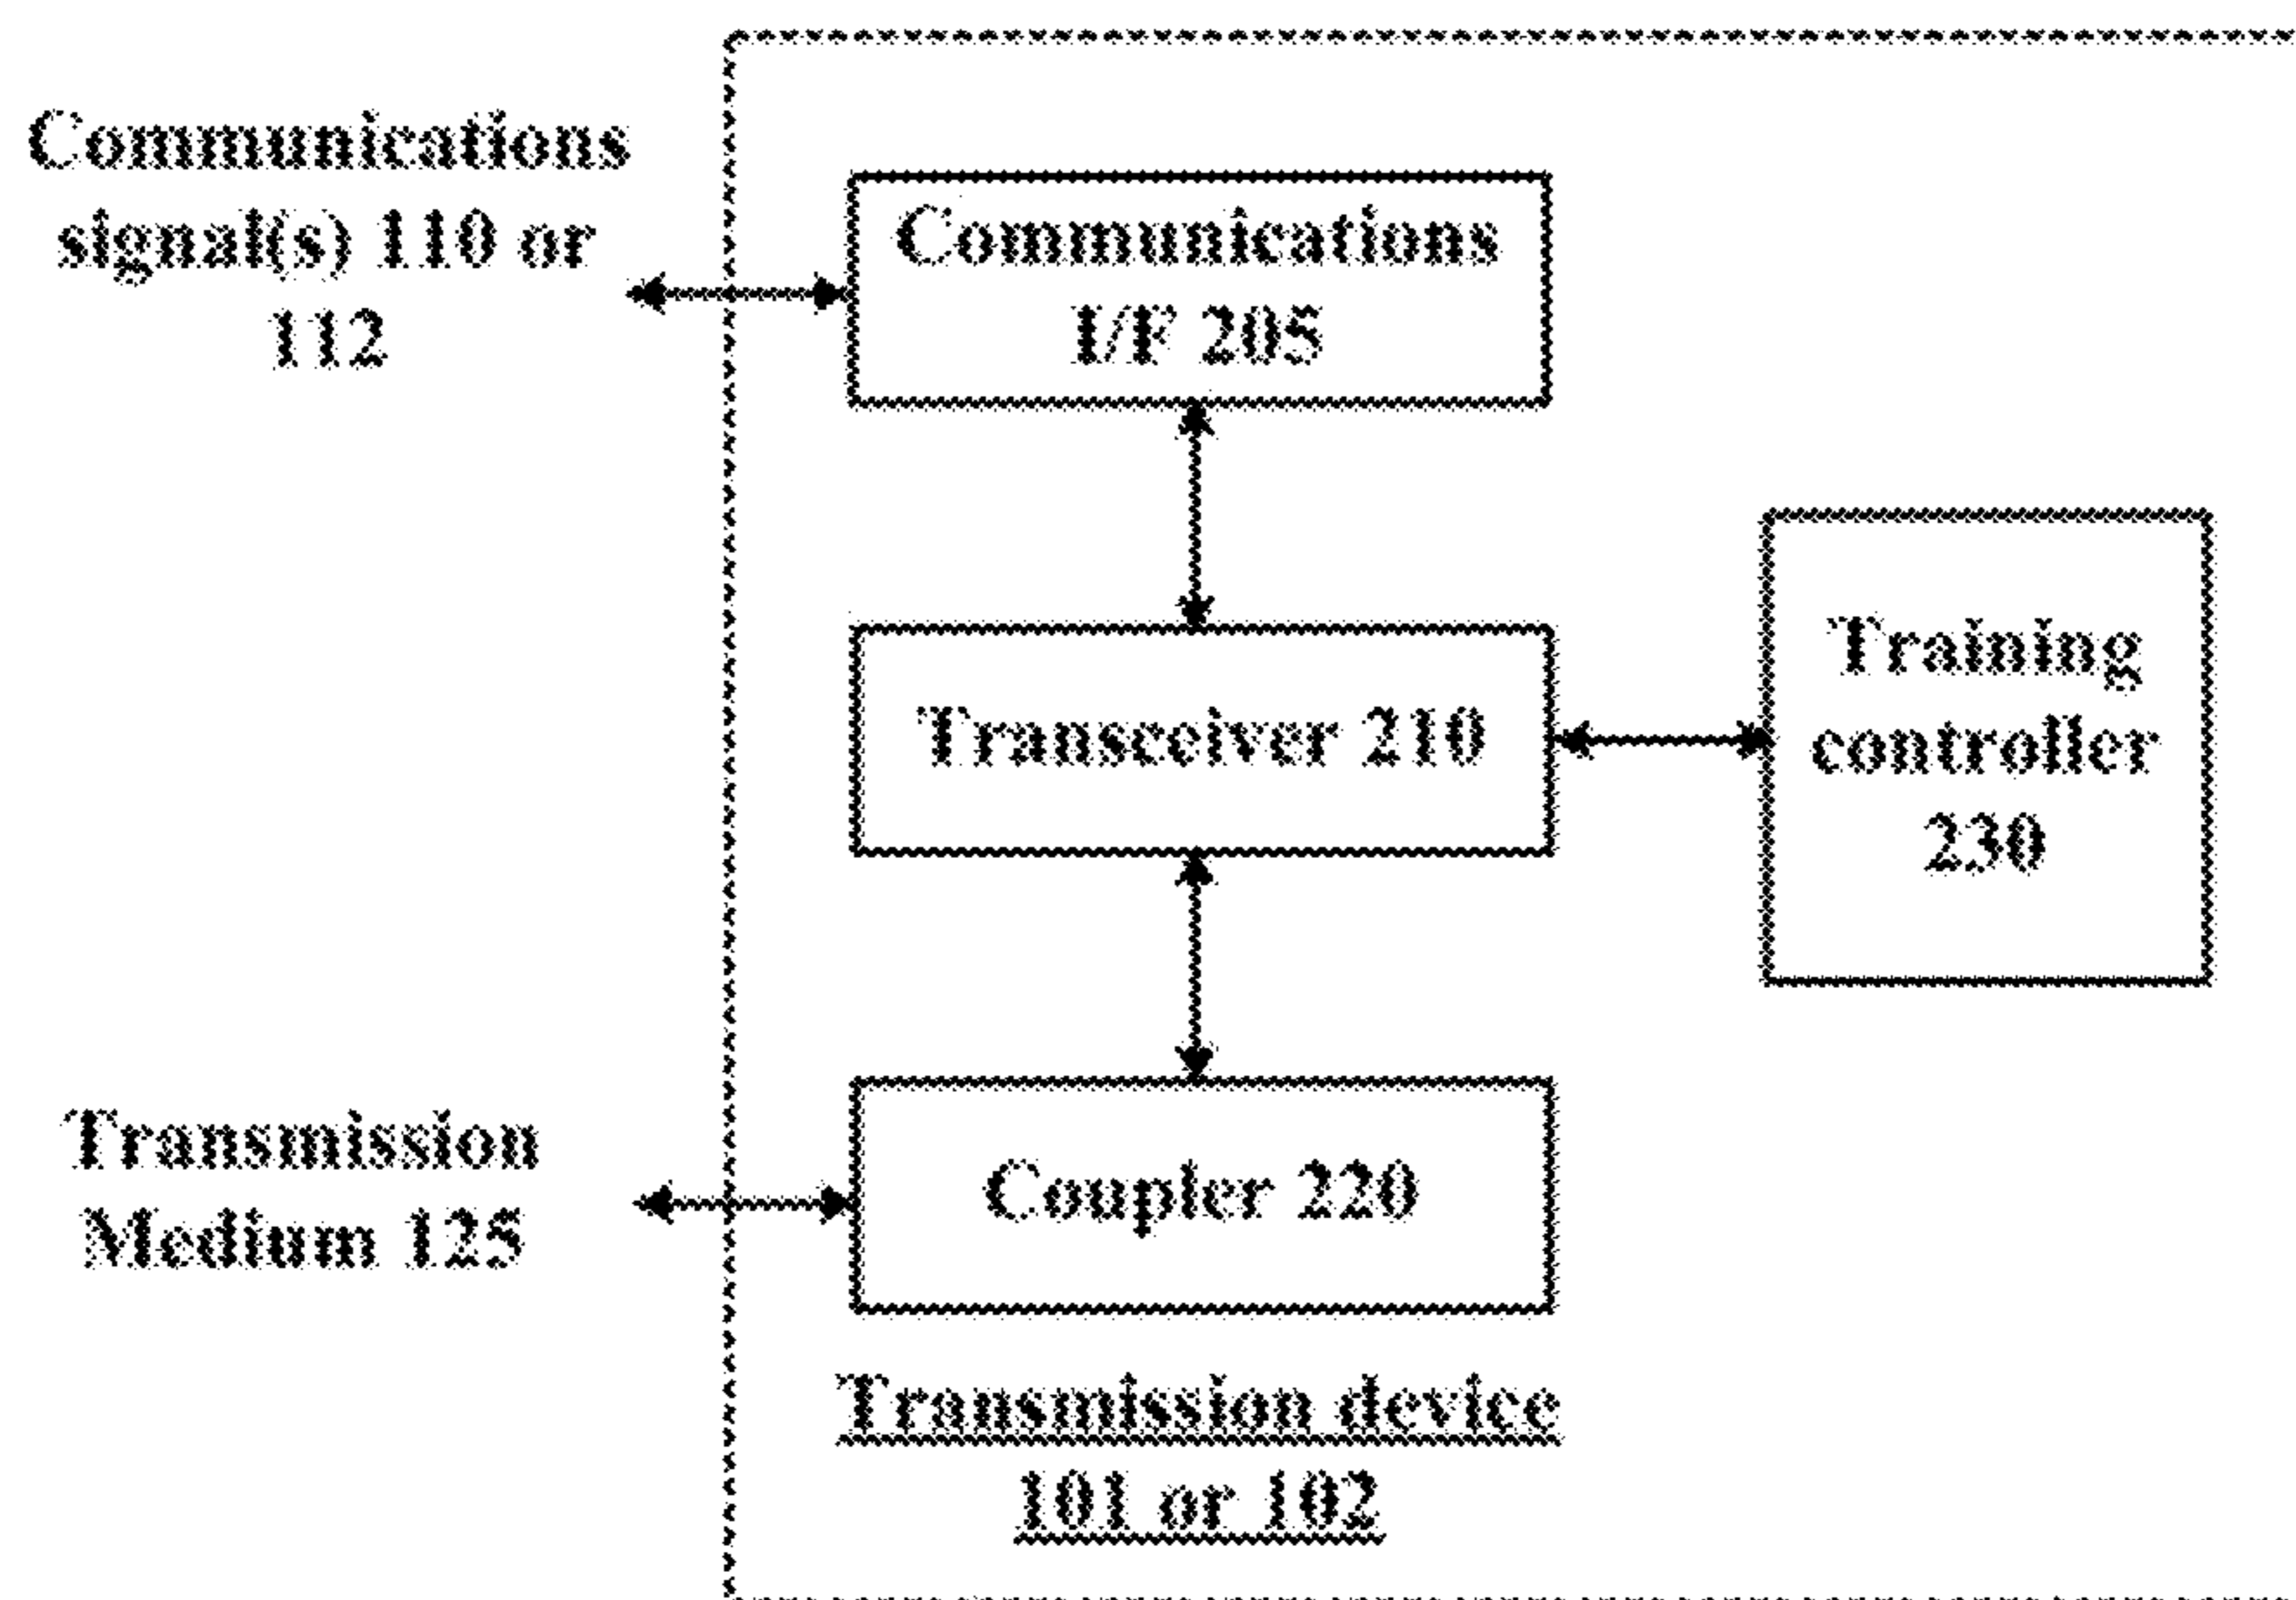 Communications
signal(s) 110 or
112
Communications
I/F 205
Transceiver 210
Training
controller
230
Coupler 220
Transmission
Medium 125
Transmission device
101 or 102